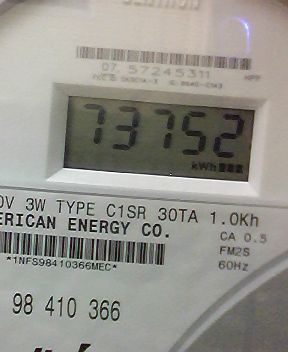 07 57245311
73752
kWh
0V 3W TYPE C1SR 30TA 1.0Kh
ERICAN ENERGY CO.
CA 0.5
FM2S
60Hz
*1NFS98410366MEC*
98 410 366